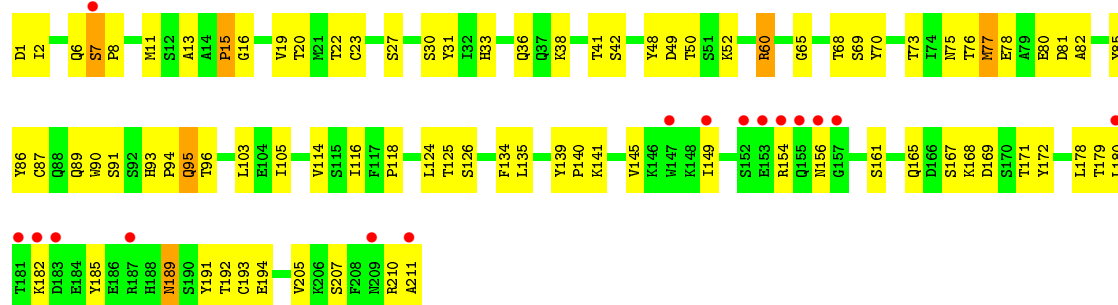 D1 I2 Q6 S7 P8 M11 S12 A13 A14 P15 G16 V19 T20 M21 T22 C23 S27 S30 Y31 I32 H33 Q36 Q37 K38 T41 S42 Y48 D49 T50 S51 K52 R60 G65 T68 S69 Y70 T73 I74 N75 T76 M77 E78 A79 E80 D81 A82 Y85
Y86 C87 Q88 Q89 W90 S91 S92 H93 P94 Q95 T96 L103 E104 I105 V114 S115 I116 F117 P118 L124 T125 S126 F134 L135 Y139 P140 K141 V145 K146 W147 K148 I149 S152 E153 R154 Q155 N156 G157 S161 Q165 D166 S167 K168 D169 S170 T171 Y172 L178 T179 L180
T181 K182 D183 E184 Y185 E186 R187 H188 N189 S190 Y191 T192 C193 E194 V205 K206 S207 F208 N209 R210 A211